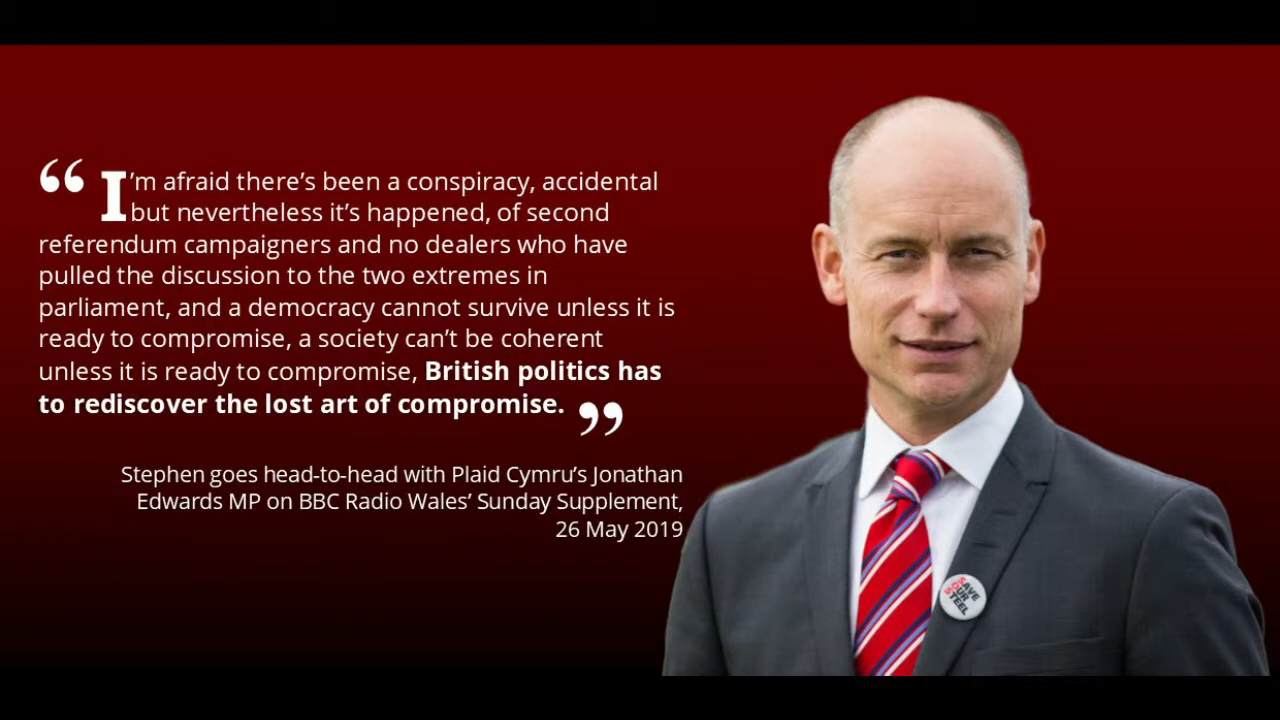 “I’m afraid there’s been a conspiracy, accidental
but nevertheless it’s happened, of second
referendum campaigners and no dealers who have
pulled the discussion to the two extremes in
parliament, and a democracy cannot survive unless it is
ready to compromise, a society can’t be coherent
unless it is ready to compromise, British politics has
to rediscover the lost art of compromise.”
Stephen goes head-to-head with Plaid Cymru’s Jonathan
Edwards MP on BBC Radio Wales’ Sunday Supplement,
26 May 2019
SAVE
OUR
STEEL